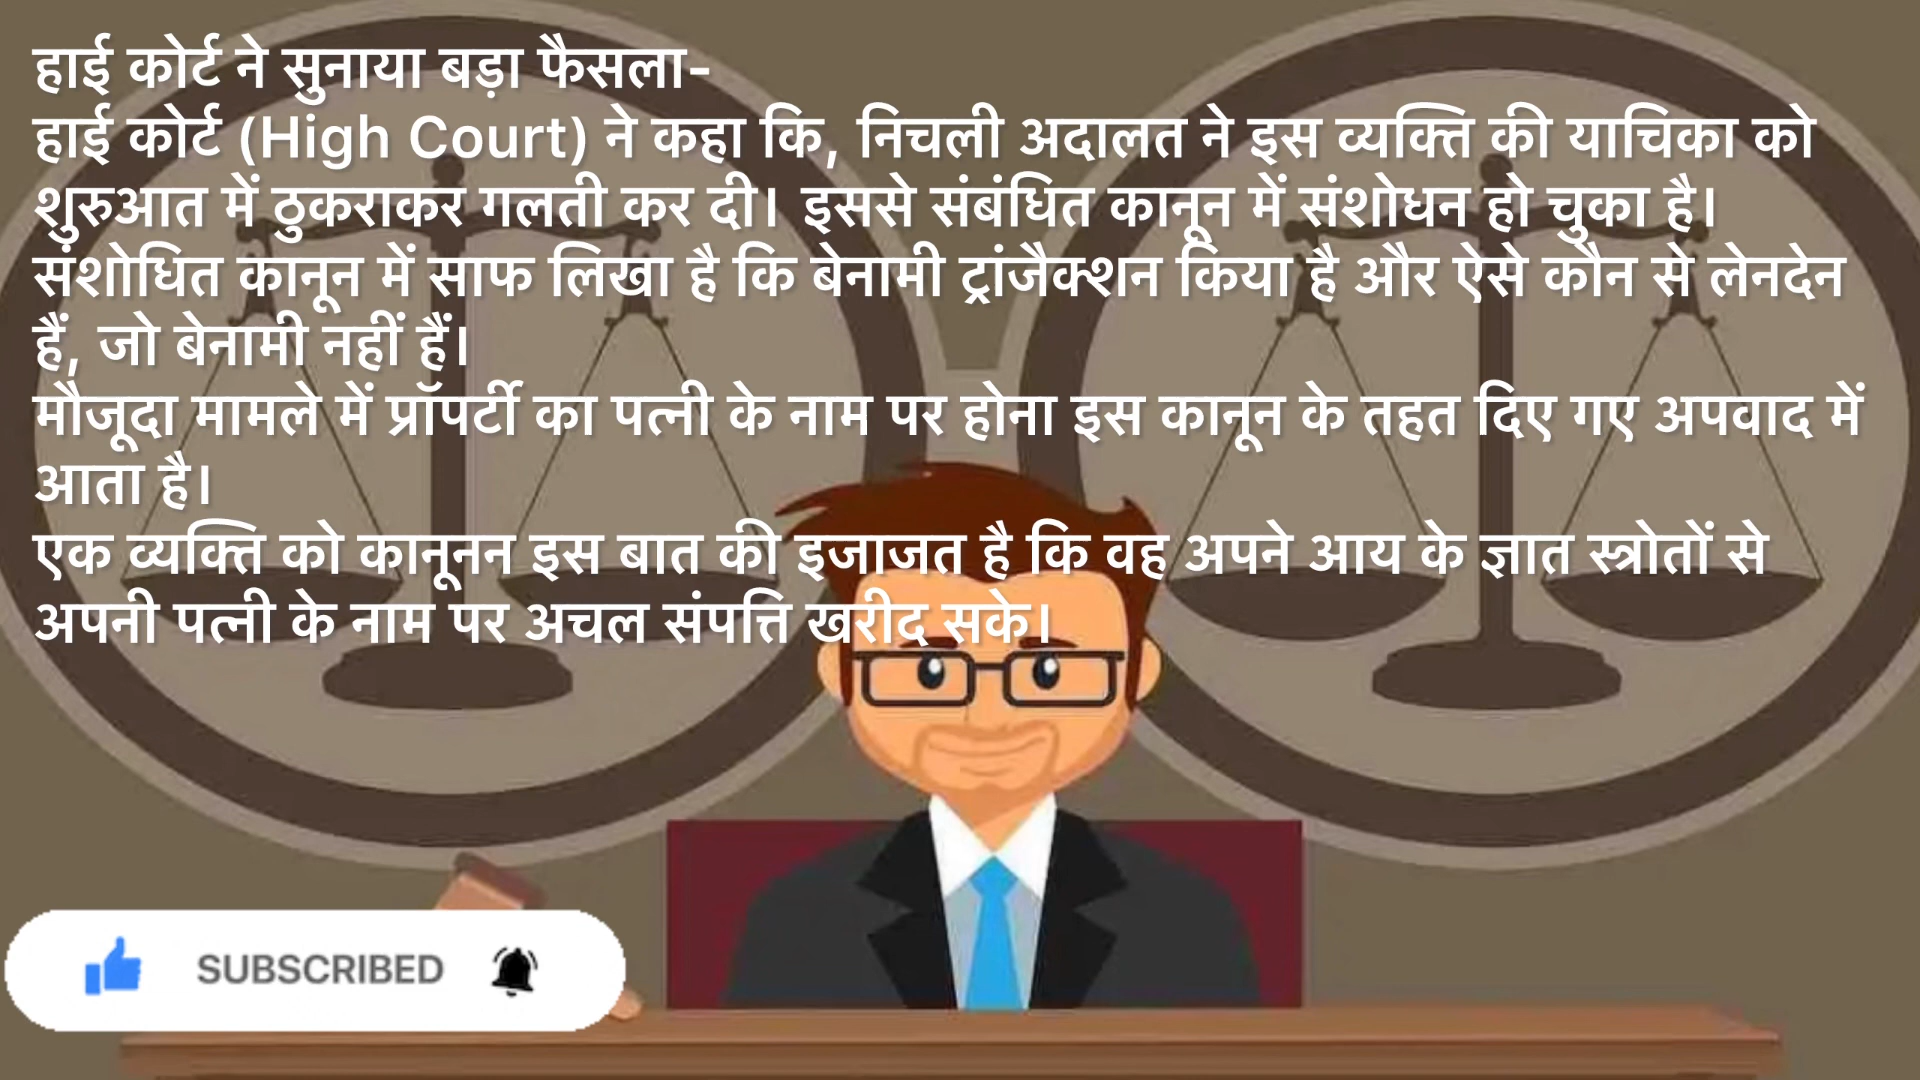 हाई कोर्ट ने सुनाया बड़ा फैसला-
हाई कोर्ट (High Court) ने कहा कि, निचली अदालत ने इस व्यक्ति की याचिका को
शुरुआत में ठुकराकर गलती कर दी। इससे संबंधित कानून में संशोधन हो चुका है।
संशोधित कानून में साफ लिखा है कि बेनामी ट्रांजैक्शन किया है और ऐसे कौन से लेनदेन
हैं, जो बेनामी नहीं हैं।
मौजूदा मामले में प्रॉपर्टी का पत्नी के नाम पर होना इस कानून के तहत दिए गए अपवाद में
आता है।
एक व्यक्ति को कानूनन इस बात की इजाजत है कि वह अपने आय के ज्ञात स्त्रोतों से
अपनी पत्नी के नाम पर अचल संपत्ति खरीद सके।
SUBSCRIBED